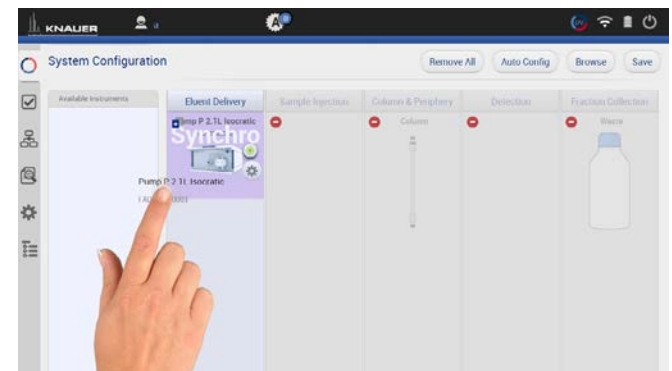 KNAUER
System Configuration
Remove All
Auto Config
Browse
Save
Available Instruments
Eluent Delivery
Sample Injection
Column & Periphery
Detection
Fraction Collection
Pump P 2.1L Isocratic
Synchro
Column
Waste
Pump P 2.1L Isocratic